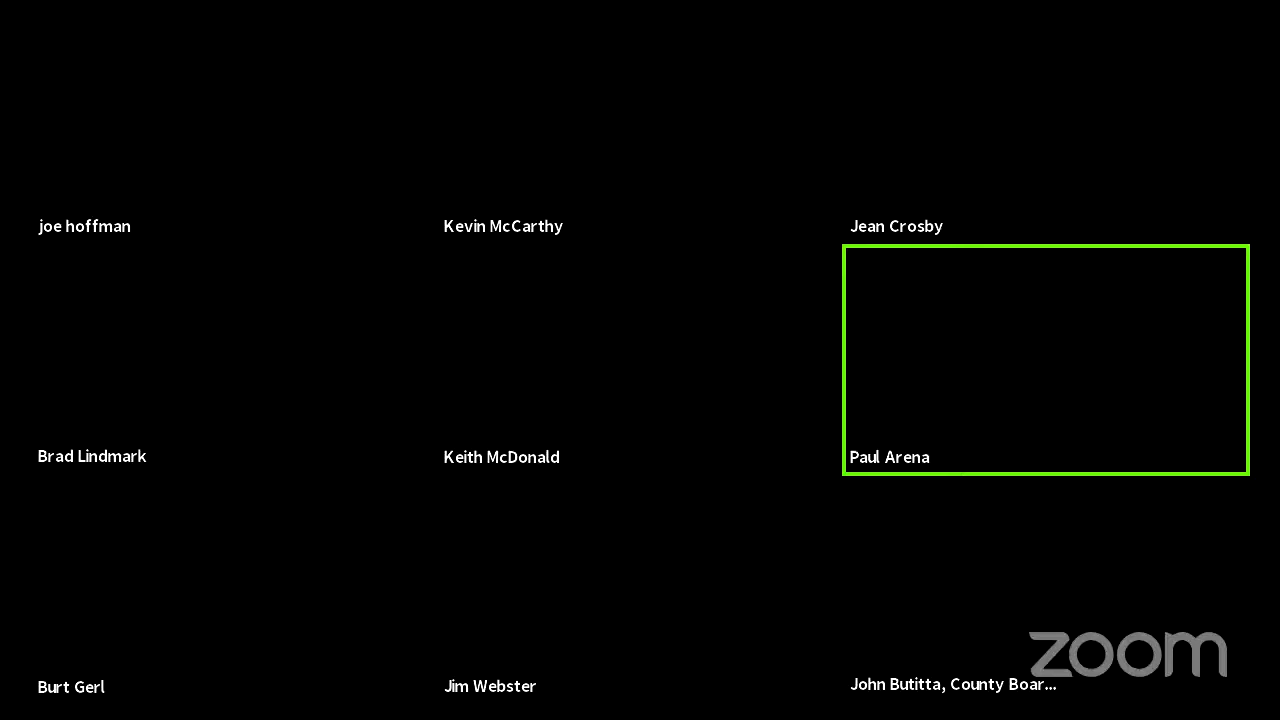 joe hoffman
Kevin McCarthy
Jean Crosby
Brad Lindmark
Keith McDonald
Paul Arena
Burt Gerl
Jim Webster
John Butitta, County Boar...
zoom